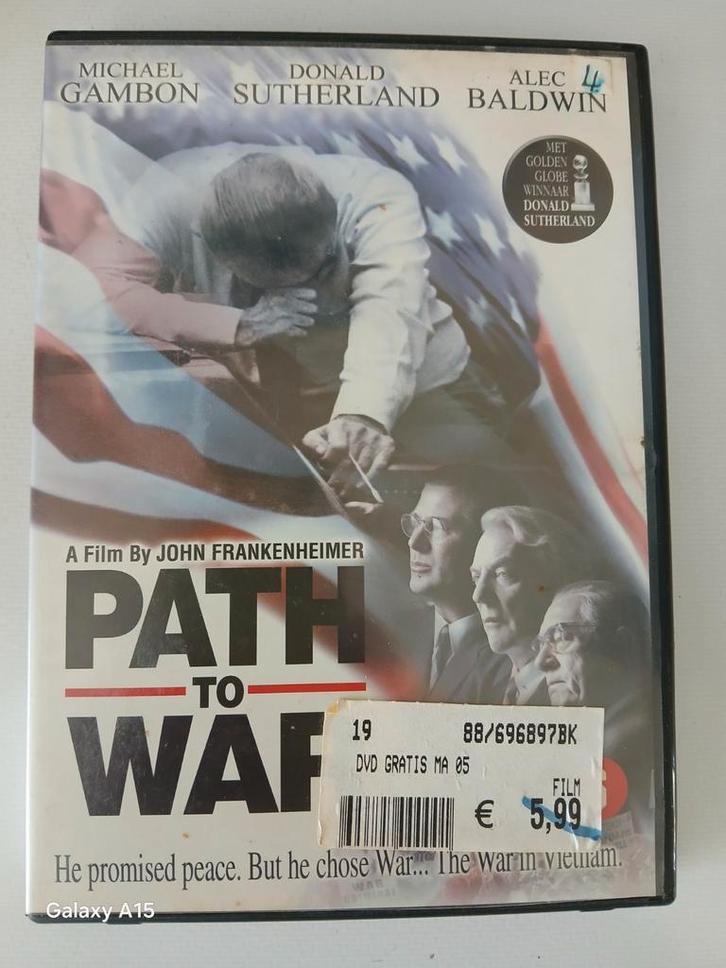 MICHAEL GAMBON
DONALD SUTHERLAND
ALEC BALDWIN
4
MET
GOLDEN
GLOBE
WINNAAR
DONALD
SUTHERLAND
A Film By JOHN FRANKENHEIMER
PATH
TO
WAR
19 88/696897BK
DVD GRATIS MA 05
FILM
€ 5,99
6
He promised peace. But he chose War... The War in Vietnam.
Galaxy A15